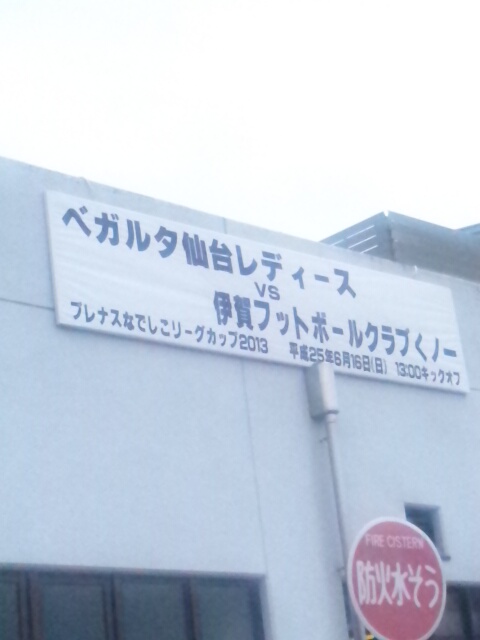 ベガルタ仙台レディース
VS
伊賀フットボールクラブくノ一
プレナスなでしこリーグカップ2013 平成25年6月16日(日) 13:00キックオフ
FIRE CISTERN
防火水そう